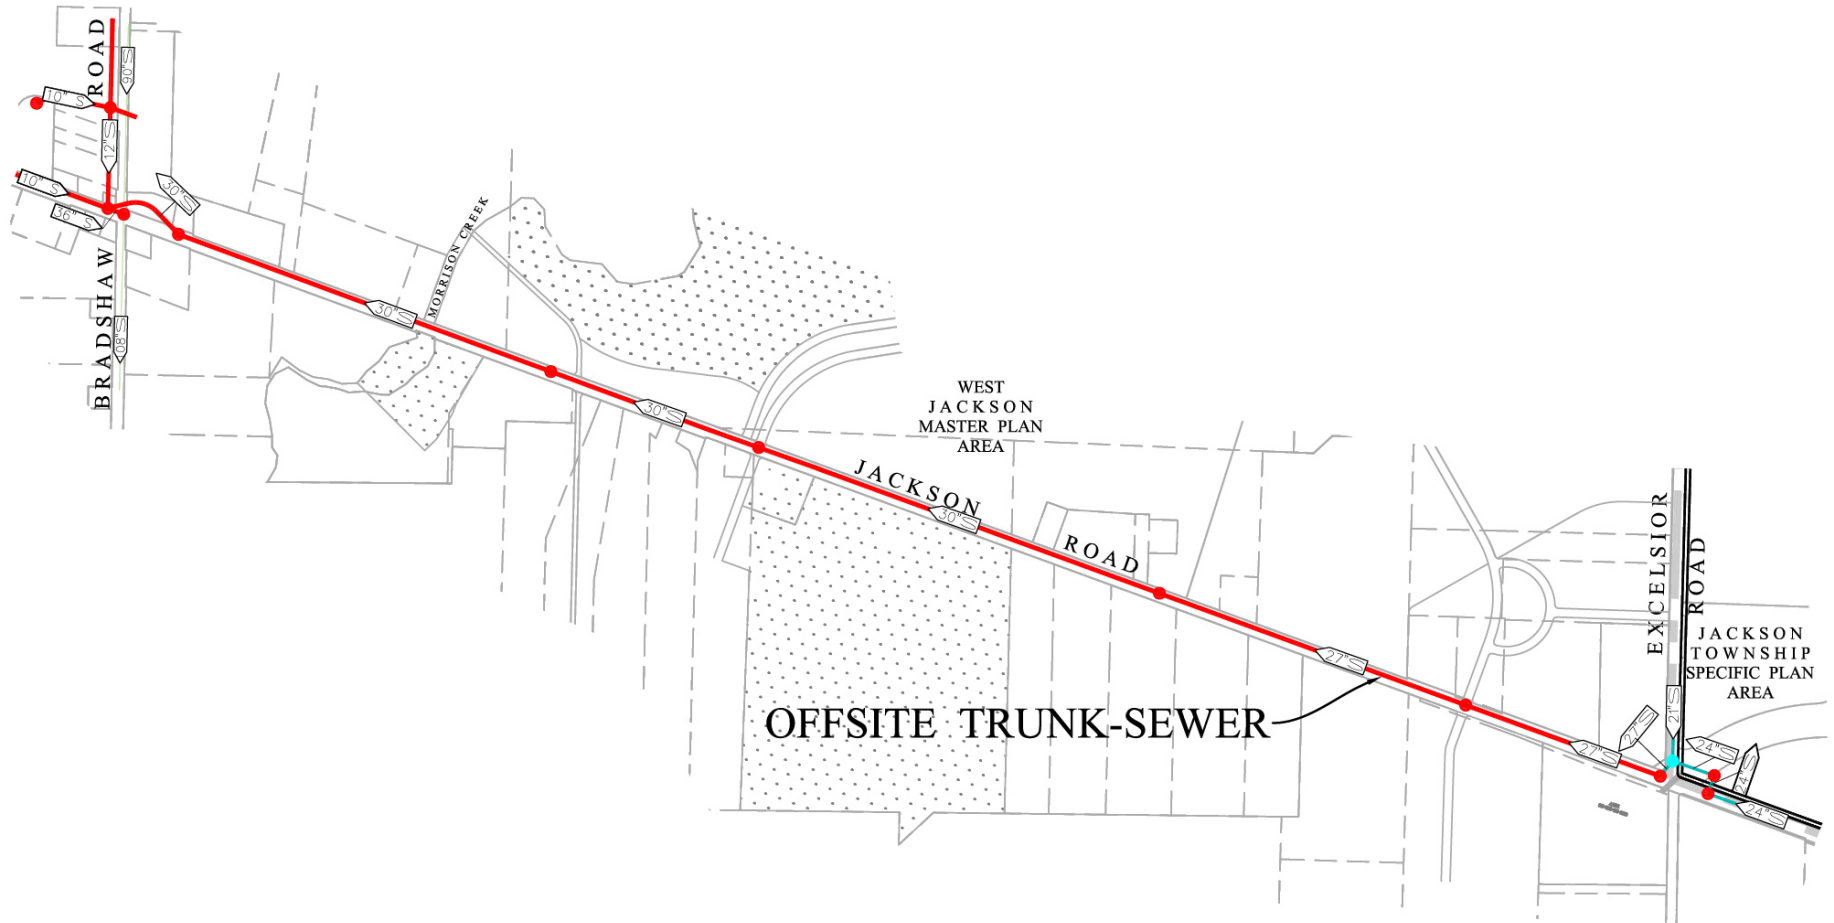 ROAD
90"S
10" S
12"S
10" S
30"S
36" S
BRADSHAW
MORRISON CREEK
30"S
30"S
WEST
JACKSON
MASTER PLAN
AREA
JACKSON
30"S
ROAD
EXCELSIOR
ROAD
JACKSON
TOWNSHIP
SPECIFIC PLAN
AREA
27"S
OFFSITE TRUNK-SEWER
21"S
27"S
27"S
24"S
24"S
24"S